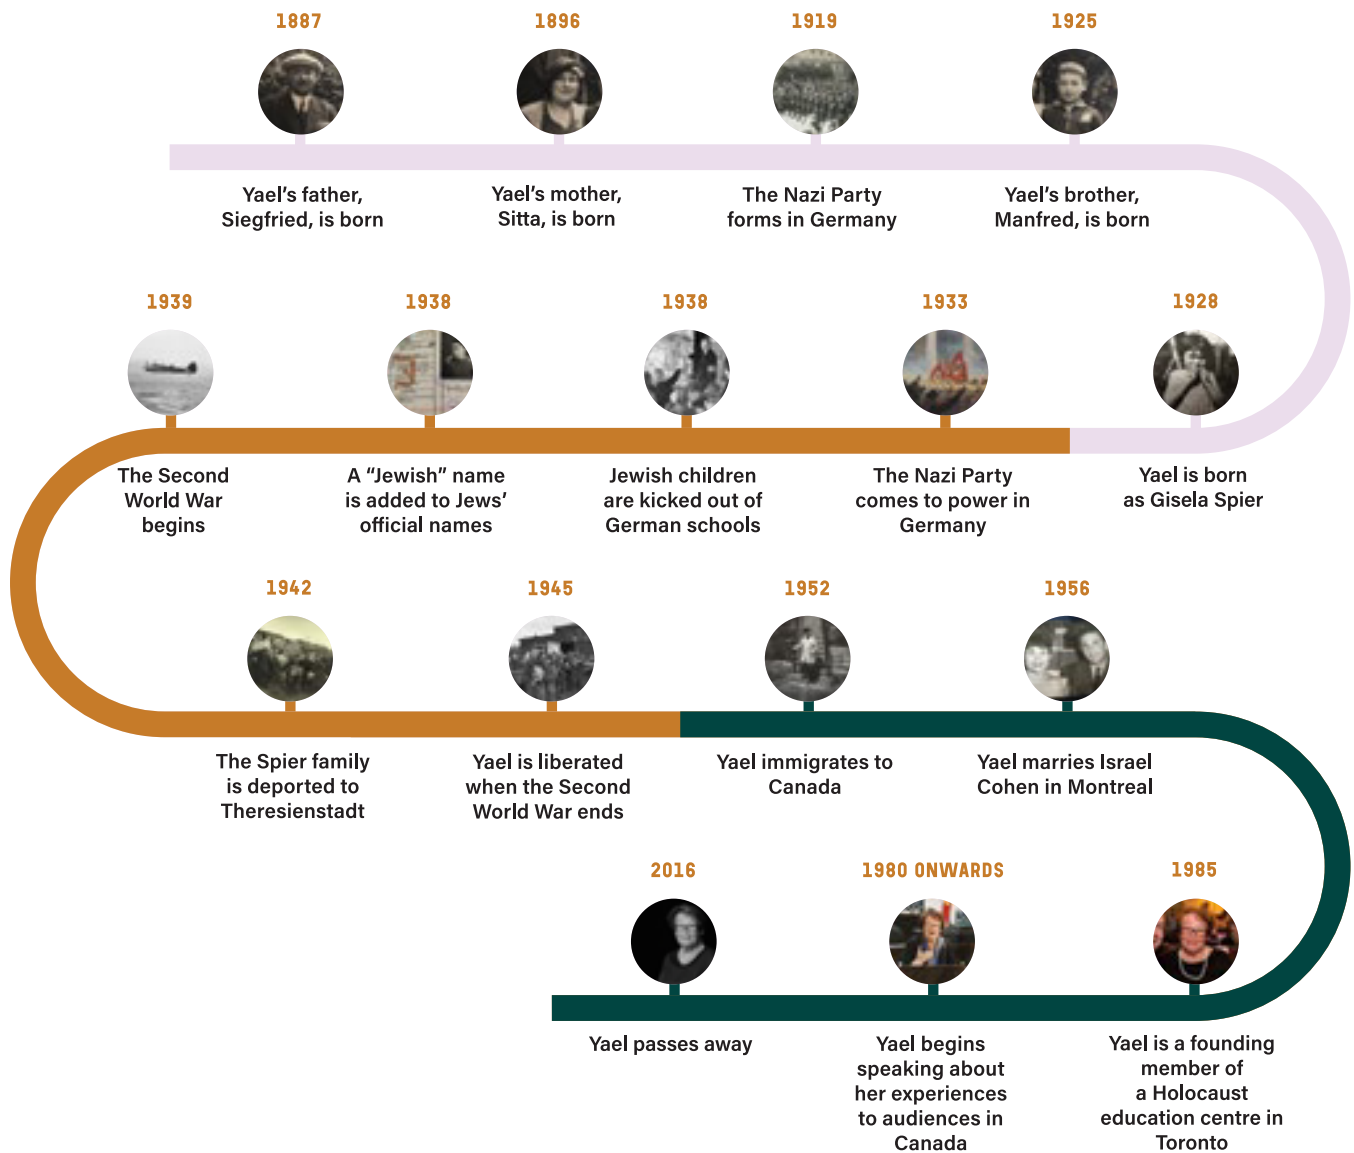 1887
Yael’s father,
Siegfried, is born
1896
Yael’s mother,
Sitta, is born
1919
The Nazi Party
forms in Germany
1925
Yael’s brother,
Manfred, is born
1928
Yael is born
as Gisela Spier
1933
The Nazi Party
comes to power in
Germany
1938
Jewish children
are kicked out of
German schools
1938
A “Jewish” name
is added to Jews’
official names
1939
The Second
World War
begins
1942
The Spier family
is deported to
Theresienstadt
1945
Yael is liberated
when the Second
World War ends
1952
Yael immigrates to
Canada
1956
Yael marries Israel
Cohen in Montreal
1985
Yael is a founding
member of
a Holocaust
education centre in
Toronto
1980 ONWARDS
Yael begins
speaking about
her experiences
to audiences in
Canada
2016
Yael passes away